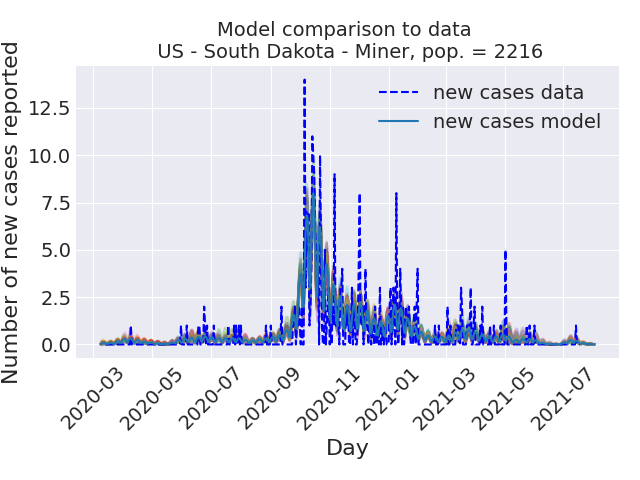 Model comparison to data
US - South Dakota - Miner, pop. = 2216
Number of new cases reported
12.5
10.0
7.5
5.0
2.5
0.0
new cases data
new cases model
2020-03
2020-05
2020-07
2020-09
2020-11
2021-01
2021-03
2021-05
2021-07
Day